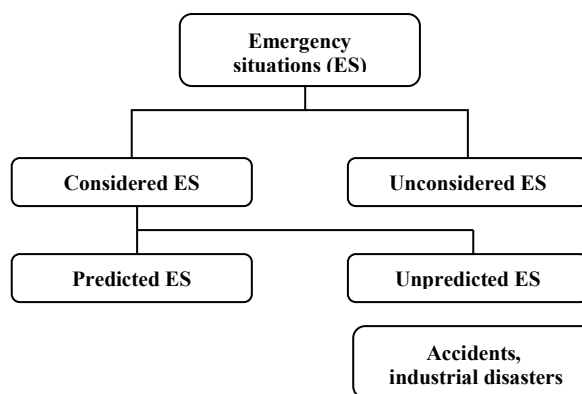 Emergency
situations (ES)
Considered ES
Unconsidered ES
Predicted ES
Unpredicted ES
Accidents,
industrial disasters